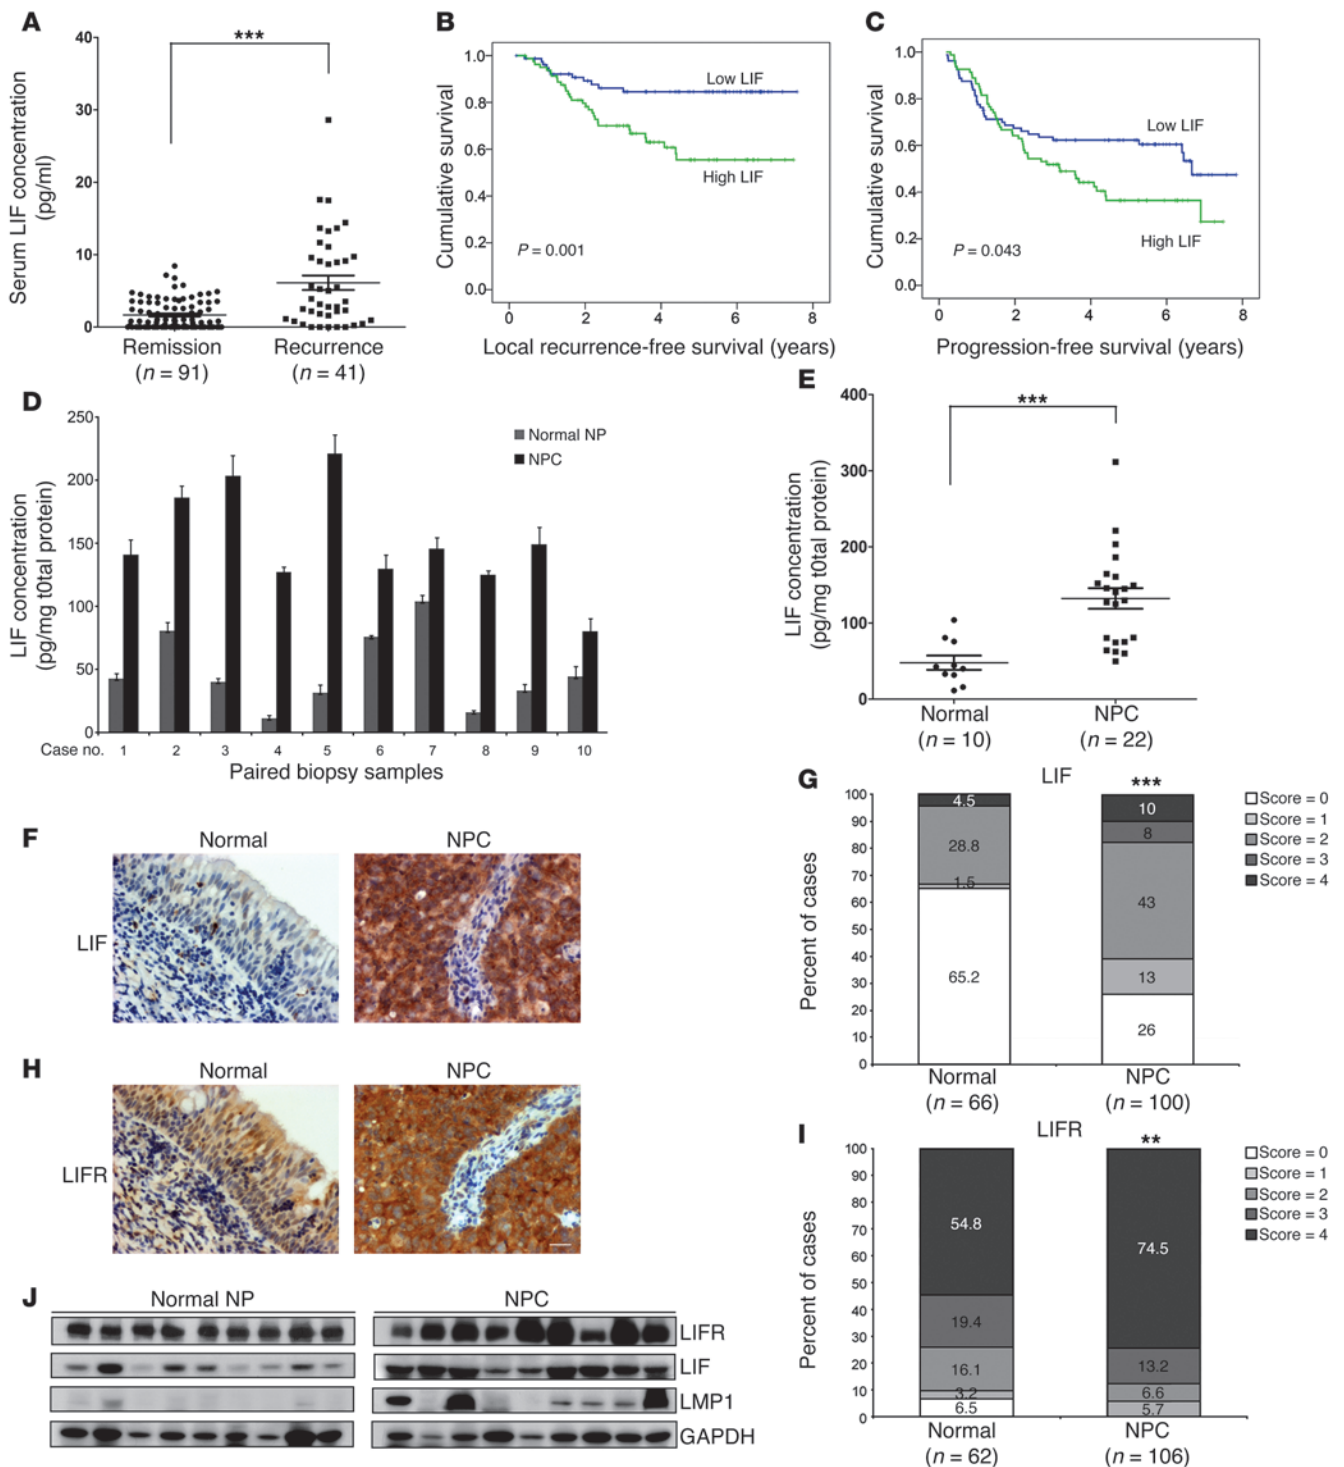 A
Serum LIF concentration
(pg/ml)
40
30
20
10
0
***
Remission
(n = 91)
Recurrence
(n = 41)
B
Cumulative survival
1.0
0.8
0.6
0.4
0.2
0.0
Low LIF
High LIF
P = 0.001
0 2 4 6 8
Local recurrence-free survival (years)
C
Cumulative survival
1.0
0.8
0.6
0.4
0.2
0.0
Low LIF
High LIF
P = 0.043
0 2 4 6 8
Progression-free survival (years)
D
LIF concentration
(pg/mg t0tal protein)
250
200
150
100
50
0
Normal NP
NPC
Case no. 1 2 3 4 5 6 7 8 9 10
Paired biopsy samples
E
LIF concentration
(pg/mg t0tal protein)
400
300
200
100
0
***
Normal
(n = 10)
NPC
(n = 22)
F
Normal NPC
LIF
G
LIF
***
Percent of cases
100
90
80
70
60
50
40
30
20
10
0
4.5
28.8
1.5
65.2
10
8
43
13
26
Score = 0
Score = 1
Score = 2
Score = 3
Score = 4
Normal
(n = 66)
NPC
(n = 100)
H
Normal NPC
LIFR
I
LIFR
**
Percent of cases
100
90
80
70
60
50
40
30
20
10
0
54.8
19.4
16.1
3.2
6.5
74.5
13.2
6.6
5.7
Score = 0
Score = 1
Score = 2
Score = 3
Score = 4
Normal
(n = 62)
NPC
(n = 106)
J
Normal NP NPC
LIFR
LIF
LMP1
GAPDH